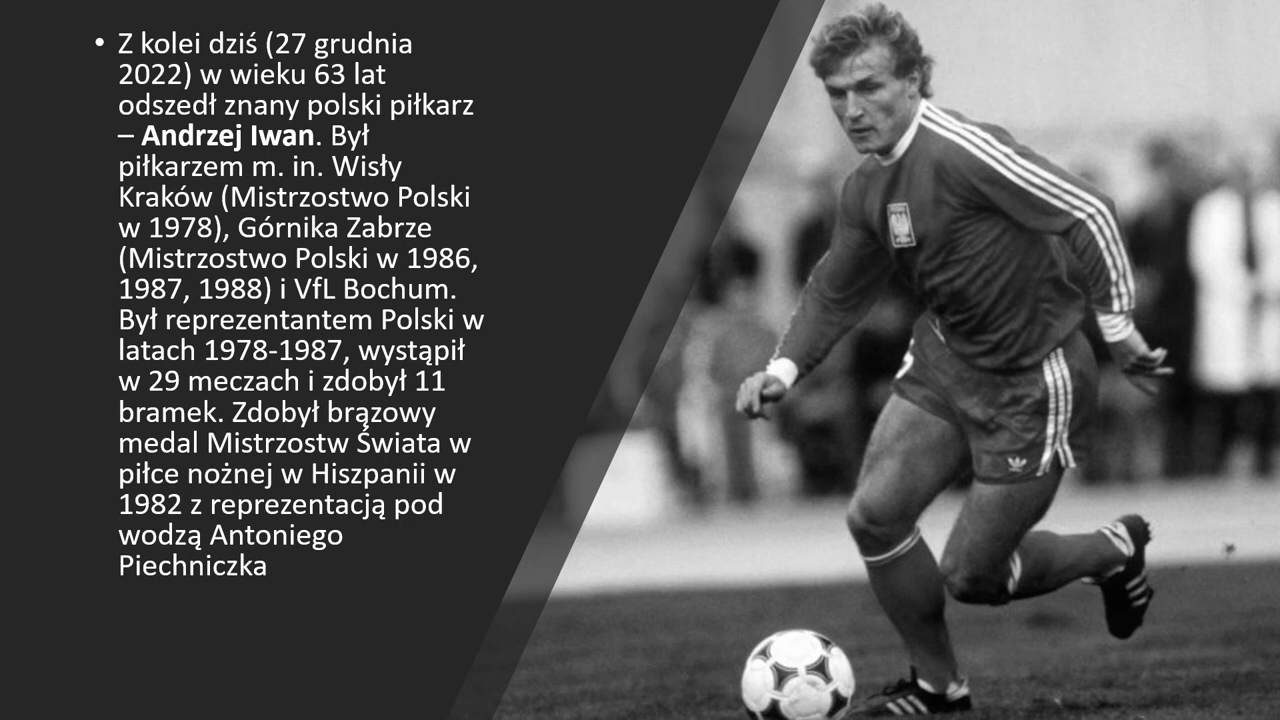 • Z kolei dziś (27 grudnia
2022) w wieku 63 lat
odszedł znany polski piłkarz
– Andrzej Iwan. Był
piłkarzem m. in. Wisły
Kraków (Mistrzostwo Polski
w 1978), Górnika Zabrze
(Mistrzostwo Polski w 1986,
1987, 1988) i VfL Bochum.
Był reprezentantem Polski w
latach 1978-1987, wystąpił
w 29 meczach i zdobył 11
bramek. Zdobył brązowy
medal Mistrzostw Świata w
piłce nożnej w Hiszpanii w
1982 z reprezentacją pod
wodzą Antoniego
Piechniczka